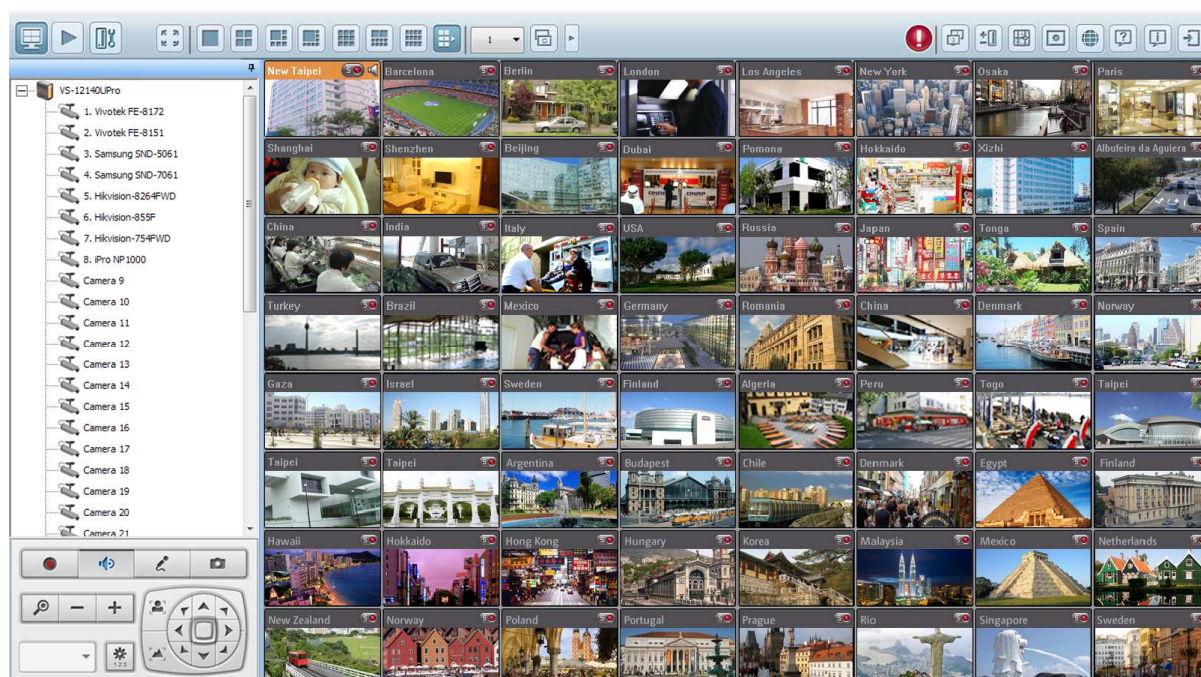 1
VS-12140UPro
1. Vivotek FE-8172
2. Vivotek FE-8151
3. Samsung SND-5061
4. Samsung SND-7061
5. Hikvision-8264FWD
6. Hikvision-855F
7. Hikvision-754FWD
8. iPro NP1000
Camera 9
Camera 10
Camera 11
Camera 12
Camera 13
Camera 14
Camera 15
Camera 16
Camera 17
Camera 18
Camera 19
Camera 20
Camera 21
123
New Taipei Barcelona Berlin London Los Angeles New York Osaka Paris
Shanghai Shenzhen Beijing Dubai Pomona Hokkaido Xizhi Albufeira da Aguiera
China India Italy USA Russia Japan Tonga Spain
Turkey Brazil Mexico Germany Romania China Denmark Norway
Gaza Israel Sweden Finland Algeria Peru Togo Taipei
Taipei Taipei Argentina Budapest Chile Denmark Egypt Finland
Hawaii Hokkaido Hong Kong Hungary Korea Malaysia Mexico Netherlands
New Zealand Norway Poland Portugal Prague Rio Singapore Sweden